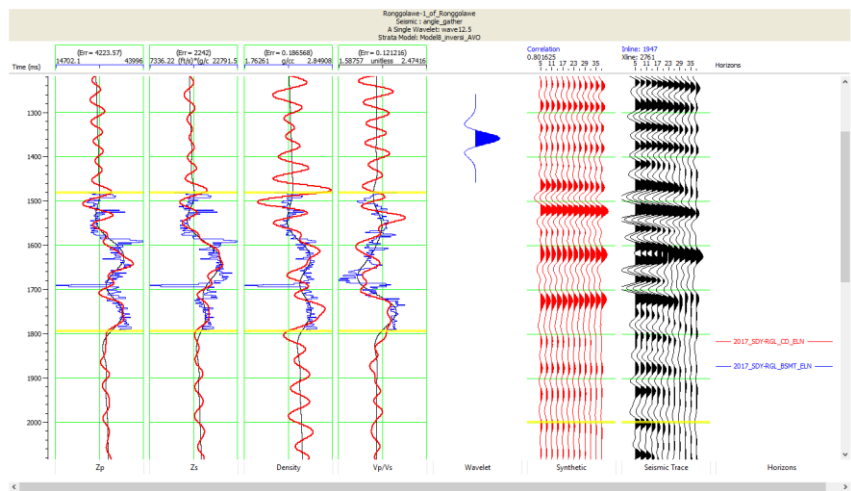 Ronggolawe-1_of_Ronggslawe
Seismic : angle_gather
A Single Wavelet: wave12.5
Strata Model: Model8_inversi_AVO
(Err = 4223.57) (Err = 2242) (Err = 0.186568) (Err = 0.121216) Correlation Inline: 1947
0.801625 Xline: 2761
Time (ms) 14702.1 43996 7336.22 (ft/s)*(g/c 22791.5 1.76261 g/cc 2.84908 1.58757 unitless 2.47416 5 11 17 23 29 35 5 11 17 23 29 35 Horizons
1300
1400
1500
1600
1700
1800
2017_SDY-RGL_CD_ELN
2017_SDY-RGL_BSMT_ELN
1900
2000
Zp Zs Density Vp/Vs Wavelet Synthetic Seismic Trace Horizons